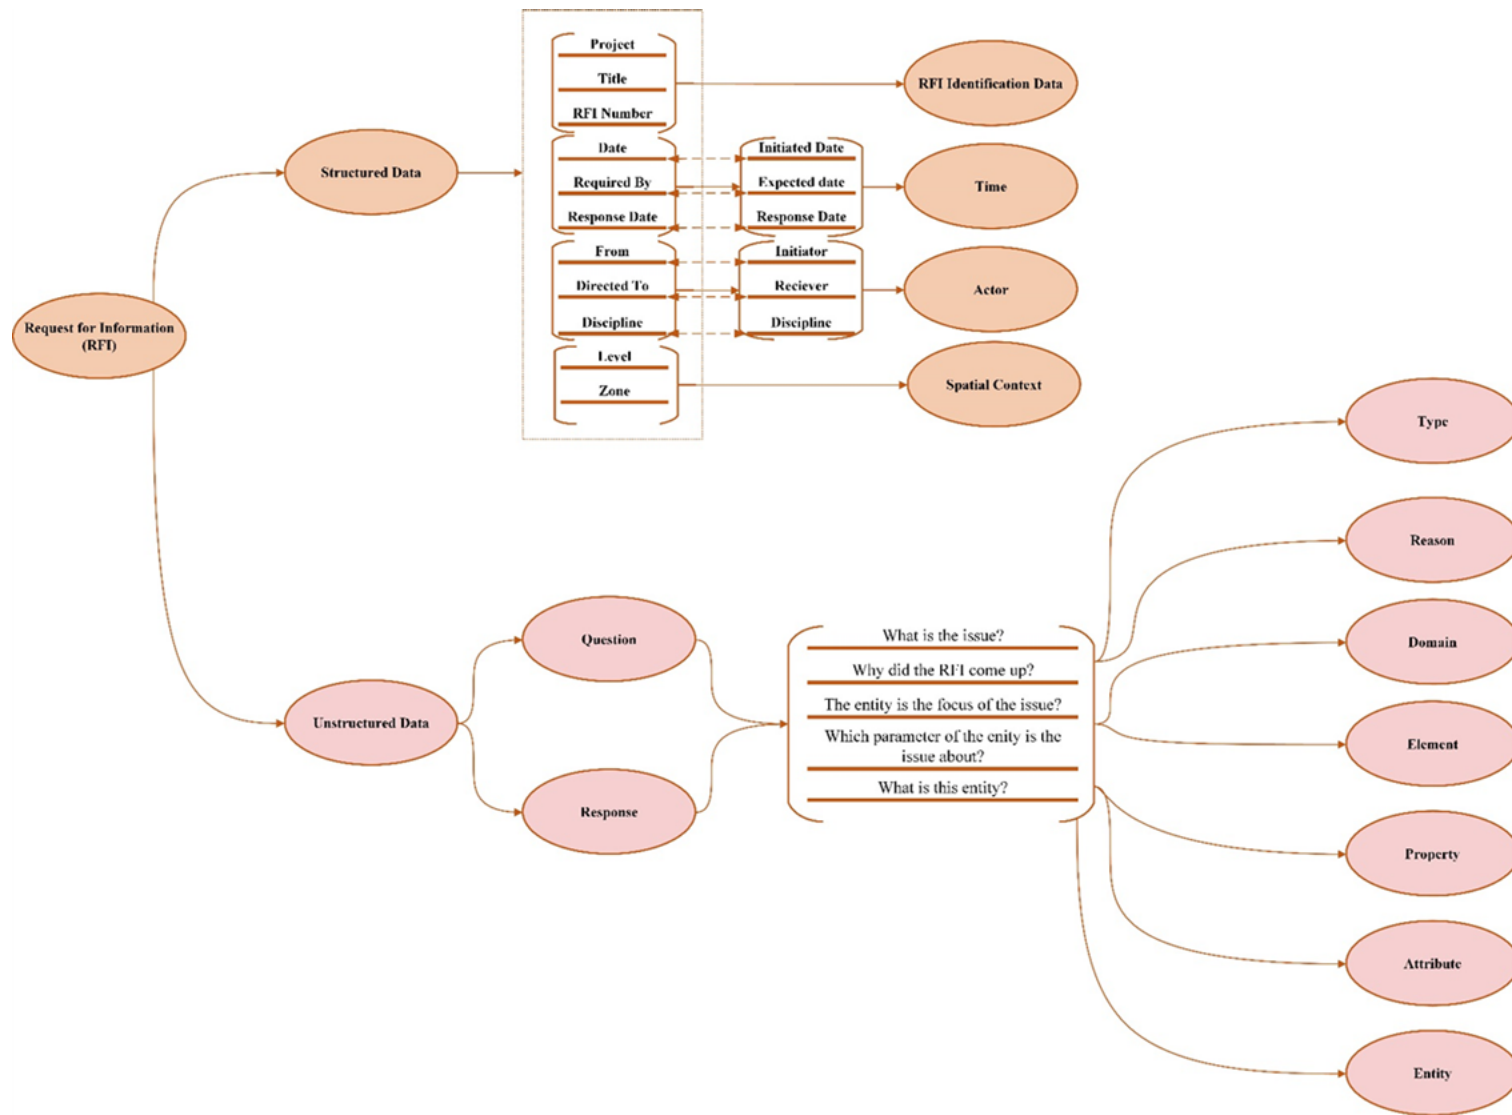 Project
Title
RFI Number
RFI Identification Data
Date
Initiated Date
Required By
Expected date
Time
Response Date
Response Date
Structured Data
From
Initiator
Directed To
Reciever
Actor
Discipline
Discipline
Request for Information
(RFI)
Level
Zone
Spatial Context
Type
Reason
Question
What is the issue?
Domain
Why did the RFI come up?
The entity is the focus of the issue?
Unstructured Data
Which parameter of the enity is the
issue about?
Element
What is this entity?
Response
Property
Attribute
Entity